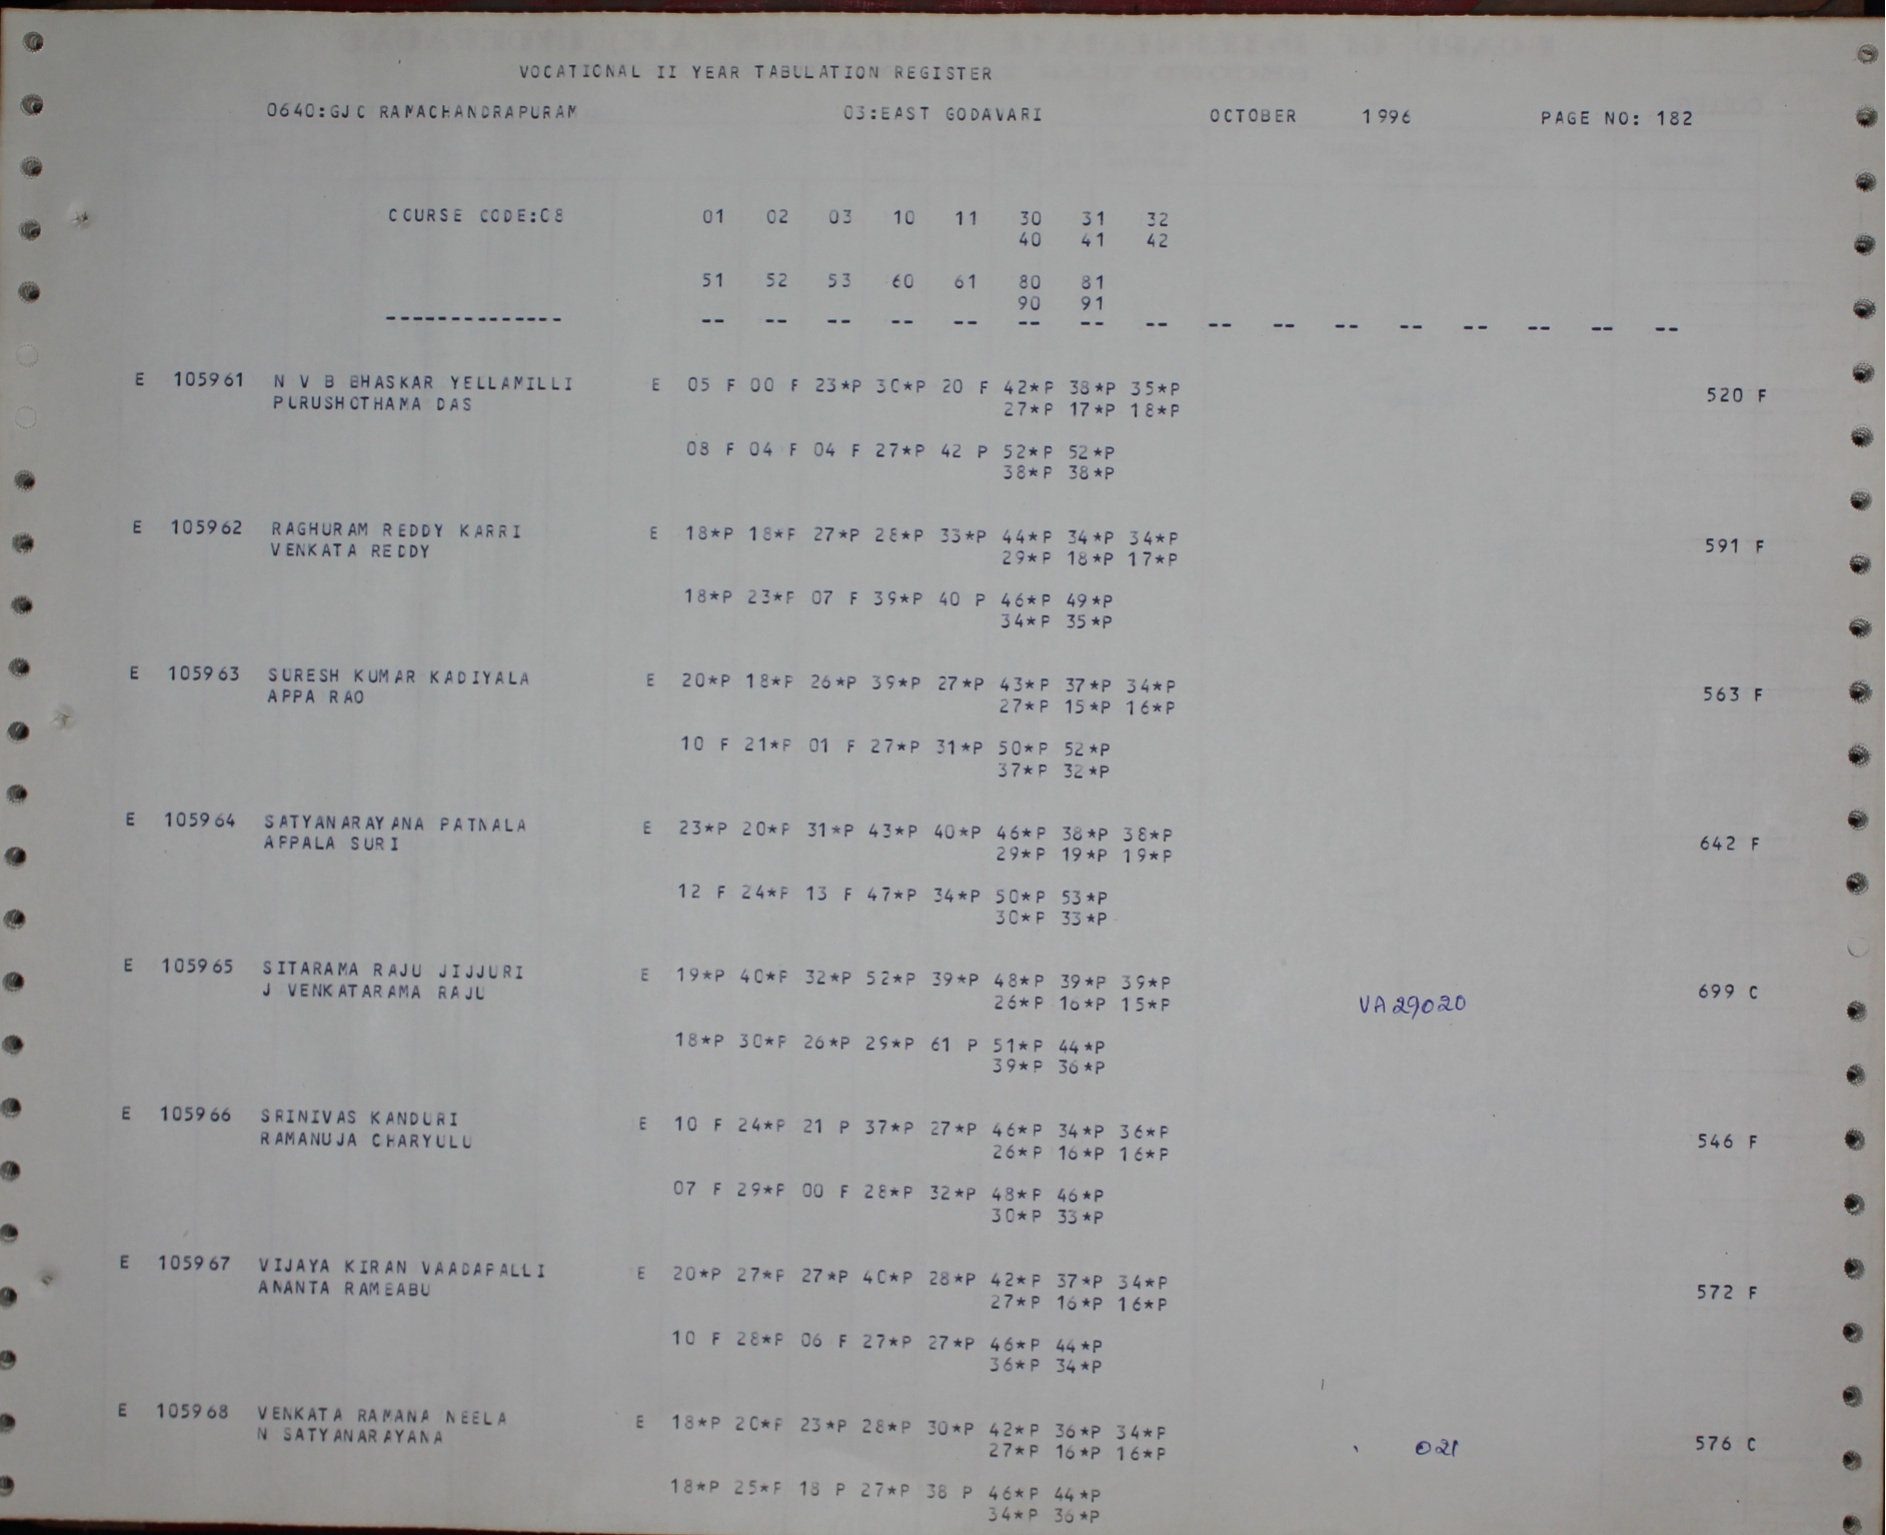 VOCATIONAL II YEAR TABULATION REGISTER
0640:GJC RAMACHANDRAPURAM 03:EAST GODAVARI OCTOBER 1996 PAGE NO: 182
COURSE CODE:08 01 02 03 10 11 30 31 32
40 41 42
51 52 53 60 61 80 81
90 91
-------------- -- -- -- -- -- -- -- -- -- -- -- -- -- -- -- --
E 105961 N V B BHASKAR YELLAMILLI E 05 F 00 F 23*P 30*P 20 F 42*P 38*P 35*P
PURUSHOTHAMA DAS 27*P 17*P 18*P 520 F
08 F 04 F 04 F 27*P 42 P 52*P 52*P
38*P 38*P
E 105962 RAGHURAM REDDY KARRI E 18*P 18*P 27*P 28*P 33*P 44*P 34*P 34*P
VENKATA REDDY 29*P 18*P 17*P 591 F
18*P 23*P 07 F 39*P 40 P 46*P 49*P
34*P 35*P
E 105963 SURESH KUMAR KADIYALA E 20*P 18*P 26*P 39*P 27*P 43*P 37*P 34*P
APPA RAO 27*P 15*P 16*P 563 F
10 F 21*P 01 F 27*P 31*P 50*P 52*P
37*P 32*P
E 105964 SATYANARAYANA PATNALA E 23*P 20*P 31*P 43*P 40*P 46*P 38*P 38*P
APPALA SURI 29*P 19*P 19*P 642 F
12 F 24*P 13 F 47*P 34*P 50*P 53*P
30*P 33*P
E 105965 SITARAMA RAJU JIJJURI E 19*P 40*P 32*P 52*P 39*P 48*P 39*P 39*P
J VENKATARAMA RAJU 26*P 16*P 15*P VA29020 699 C
18*P 30*P 26*P 29*P 61 P 51*P 44*P
39*P 36*P
E 105966 SRINIVAS KANDURI E 10 F 24*P 21 P 37*P 27*P 46*P 34*P 36*P
RAMANUJA CHARYULU 26*P 16*P 16*P 546 F
07 F 29*P 00 F 28*P 32*P 48*P 46*P
30*P 33*P
E 105967 VIJAYA KIRAN VAADAPALLI E 20*P 27*P 27*P 40*P 28*P 42*P 37*P 34*P
ANANTA RAMBABU 27*P 16*P 16*P 572 F
10 F 28*P 06 F 27*P 27*P 46*P 44*P
36*P 34*P
E 105968 VENKATA RAMANA NEELA E 18*P 20*P 23*P 28*P 30*P 42*P 36*P 34*P
N SATYANARAYANA 27*P 16*P 16*P 021 576 C
18*P 25*P 18 P 27*P 38 P 46*P 44*P
34*P 36*P